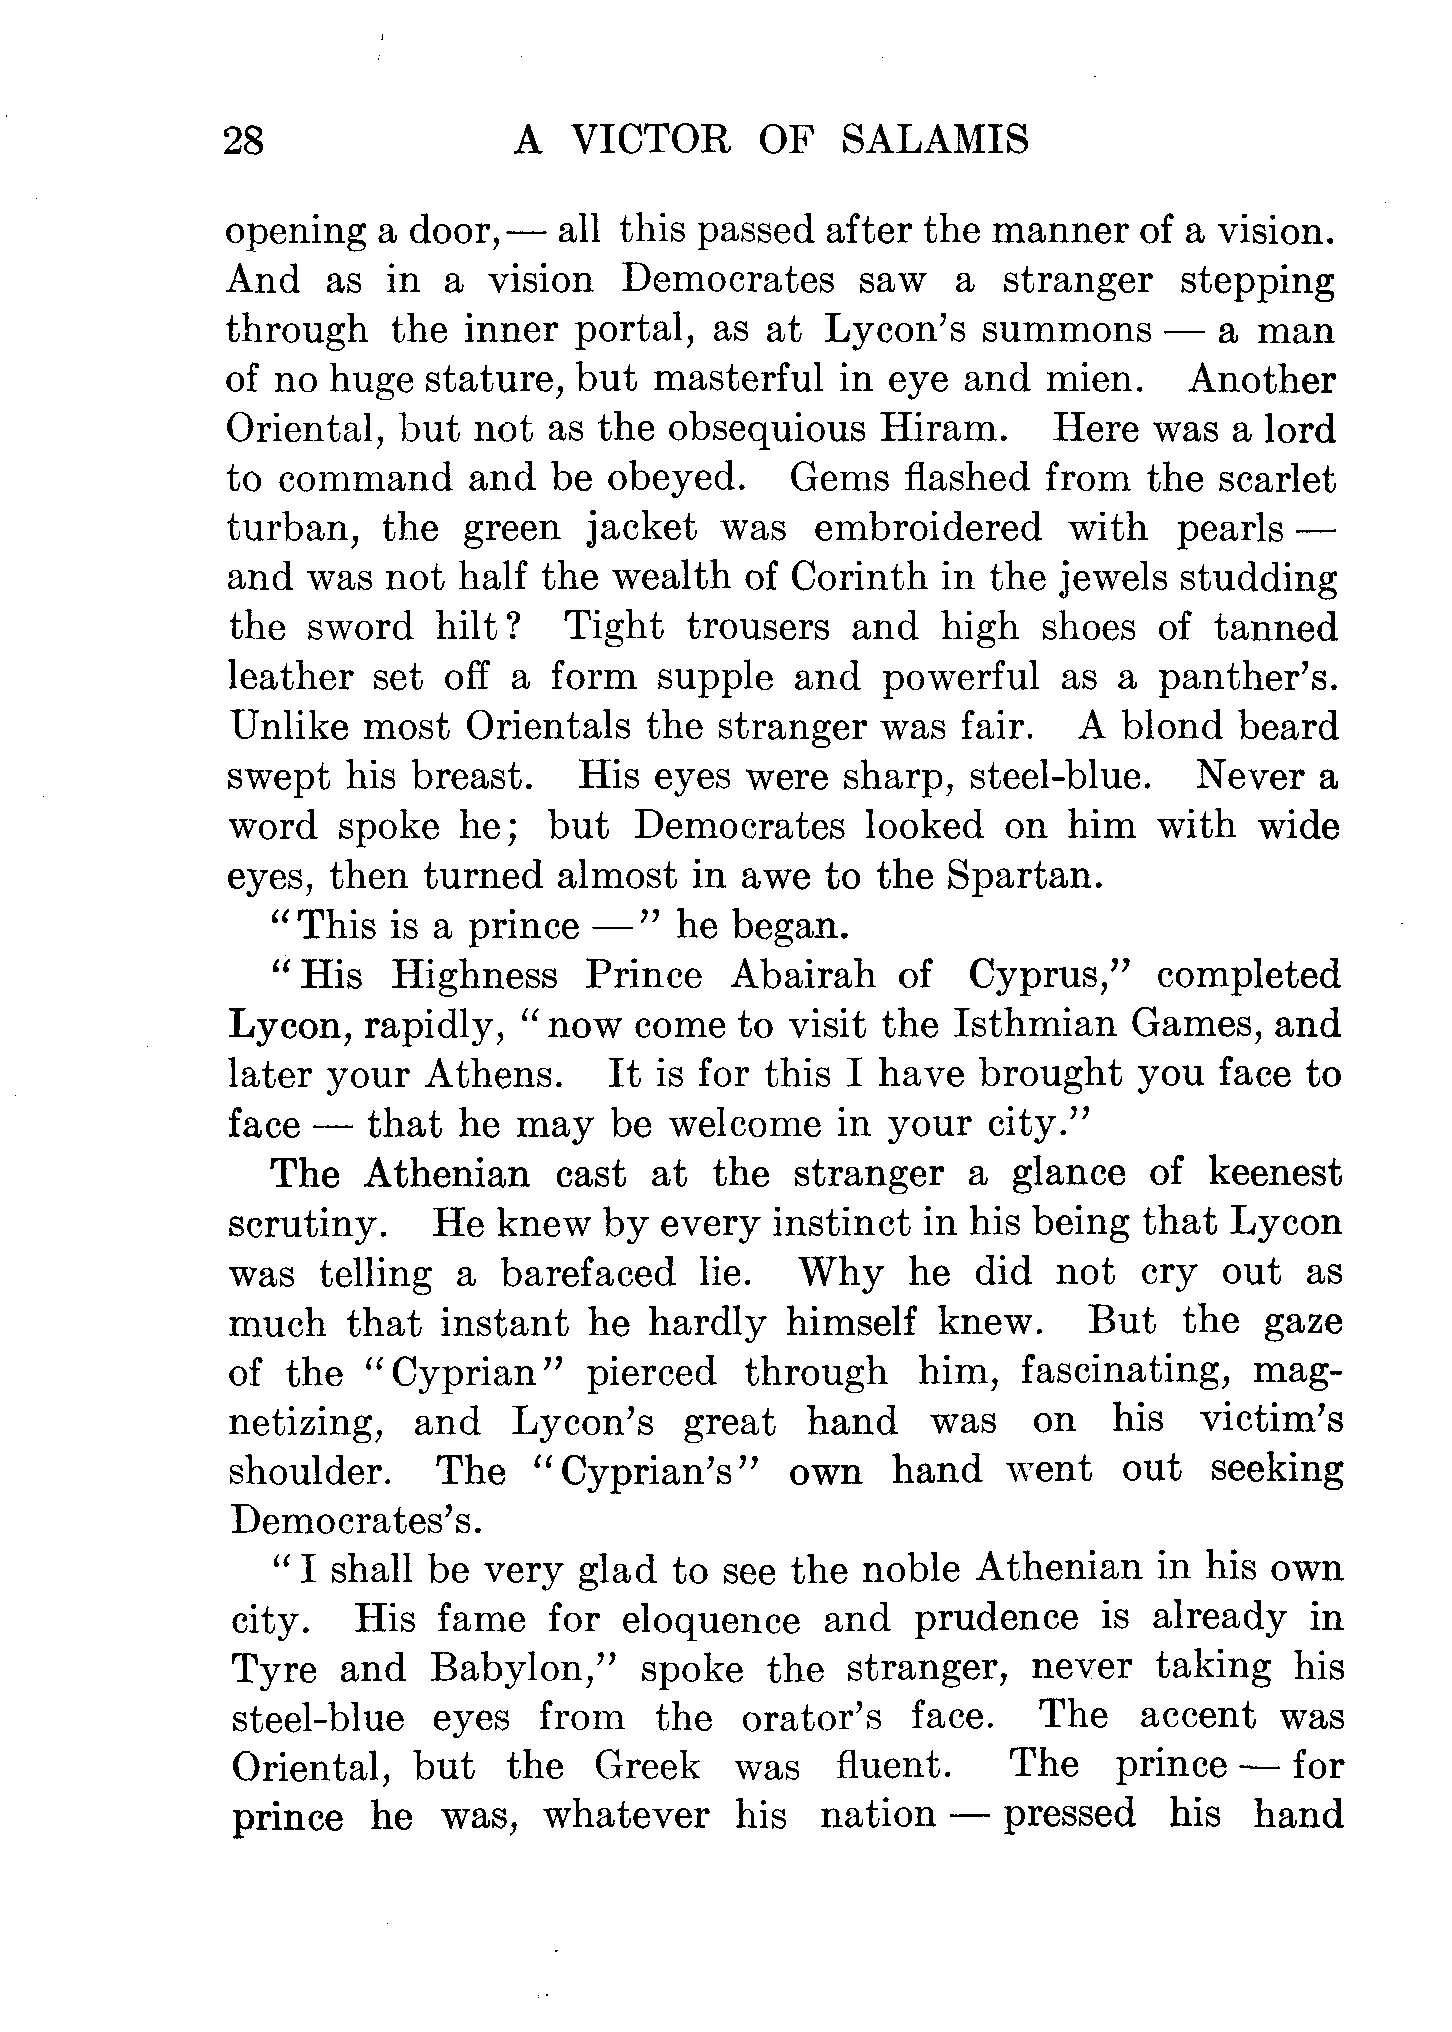 28 A VICTOR OF SALAMIS
opening a door,— all this passed after the manner of a vision.
And as in a vision Democrates saw a stranger stepping
through the inner portal, as at Lycon's summons — a man
of no huge stature, but masterful in eye and mien. Another
Oriental, but not as the obsequious Hiram. Here was a lord
to command and be obeyed. Gems flashed from the scarlet
turban, the green jacket was embroidered with pearls —
and was not half the wealth of Corinth in the jewels studding
the sword hilt? Tight trousers and high shoes of tanned
leather set off a form supple and powerful as a panther's.
Unlike most Orientals the stranger was fair. A blond beard
swept his breast. His eyes were sharp, steel-blue. Never a
word spoke he; but Democrates looked on him with wide
eyes, then turned almost in awe to the Spartan.
"This is a prince —" he began.
"His Highness Prince Abairah of Cyprus," completed
Lycon, rapidly, "now come to visit the Isthmian Games, and
later your Athens. It is for this I have brought you face to
face — that he may be welcome in your city."
The Athenian cast at the stranger a glance of keenest
scrutiny. He knew by every instinct in his being that Lycon
was telling a barefaced lie. Why he did not cry out as
much that instant he hardly himself knew. But the gaze
of the "Cyprian" pierced through him, fascinating, mag-
netizing, and Lycon's great hand was on his victim's
shoulder. The "Cyprian's" own hand went out seeking
Democrates's.
"I shall be very glad to see the noble Athenian in his own
city. His fame for eloquence and prudence is already in
Tyre and Babylon," spoke the stranger, never taking his
steel-blue eyes from the orator's face. The accent was
Oriental, but the Greek was fluent. The prince — for
prince he was, whatever his nation — pressed his hand